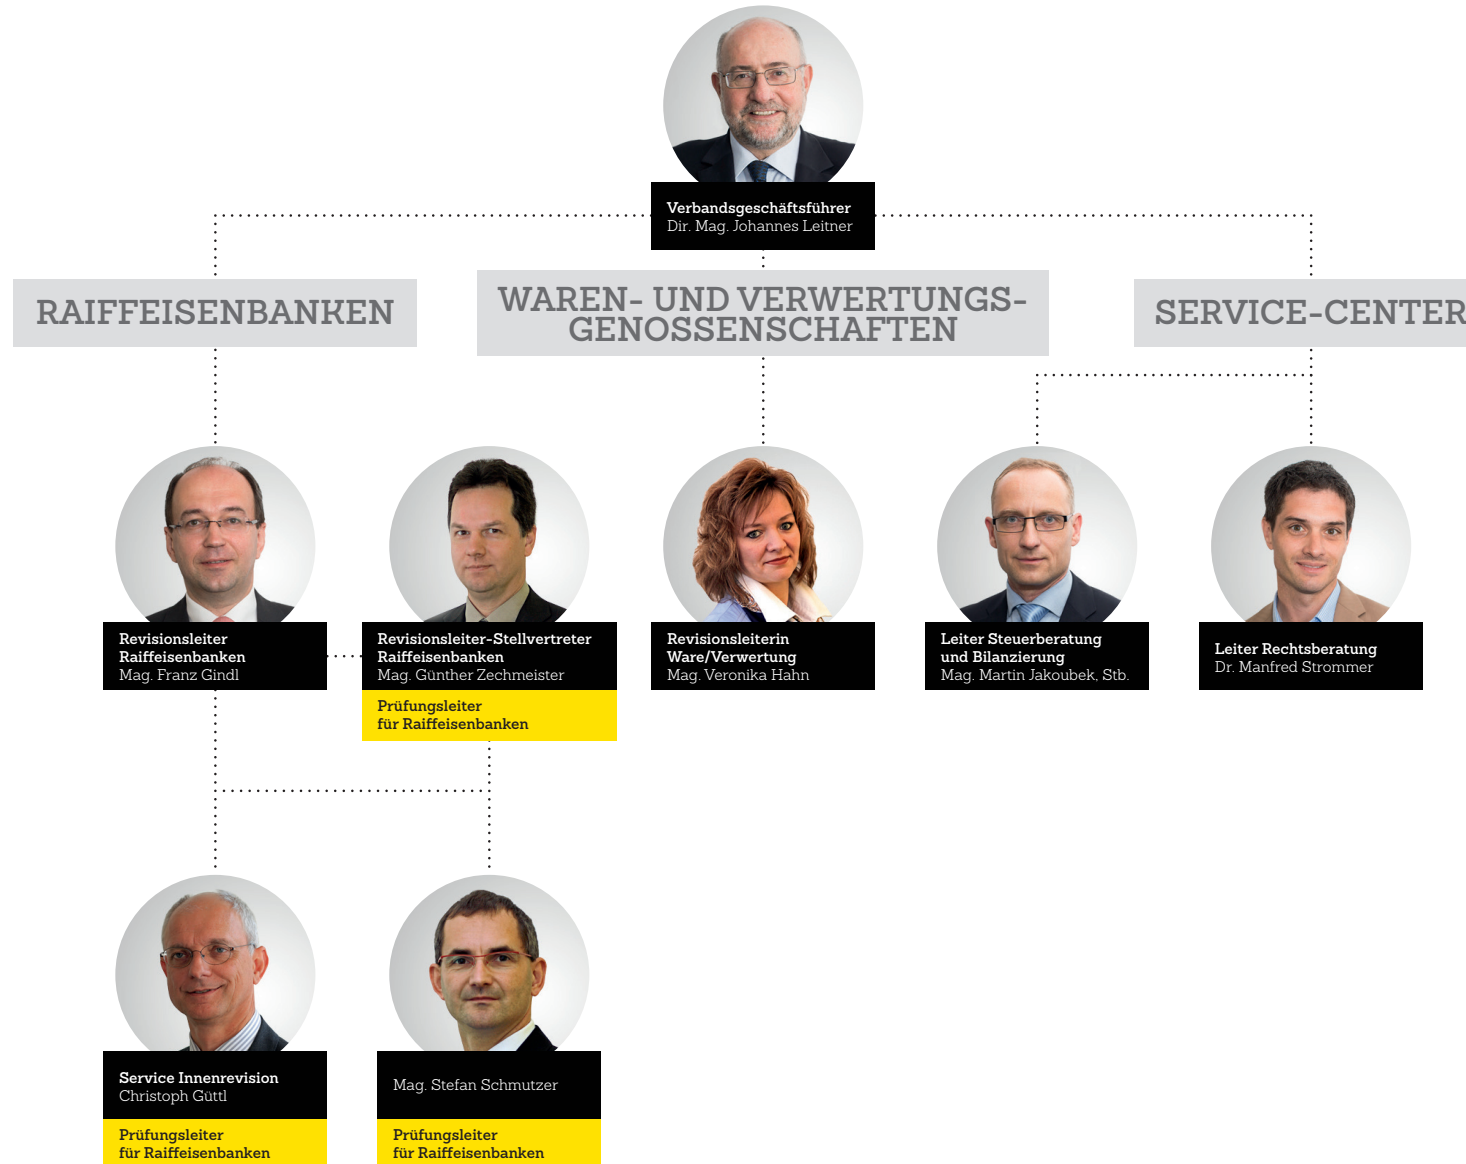 Verbandsgeschäftsführer
Dir. Mag. Johannes Leitner
RAIFFEISENBANKEN
WAREN- UND VERWERTUNGS-
GENOSSENSCHAFTEN
SERVICE-CENTER
Revisionsleiter
Raiffeisenbanken
Mag. Franz Gindl
Revisionsleiter-Stellvertreter
Raiffeisenbanken
Mag. Günther Zechmeister
Prüfungsleiter
für Raiffeisenbanken
Revisionsleiterin
Ware/Verwertung
Mag. Veronika Hahn
Leiter Steuerberatung
und Bilanzierung
Mag. Martin Jakoubek, Stb.
Leiter Rechtsberatung
Dr. Manfred Strommer
Service Innenrevision
Christoph Güttl
Prüfungsleiter
für Raiffeisenbanken
Mag. Stefan Schmutzer
Prüfungsleiter
für Raiffeisenbanken